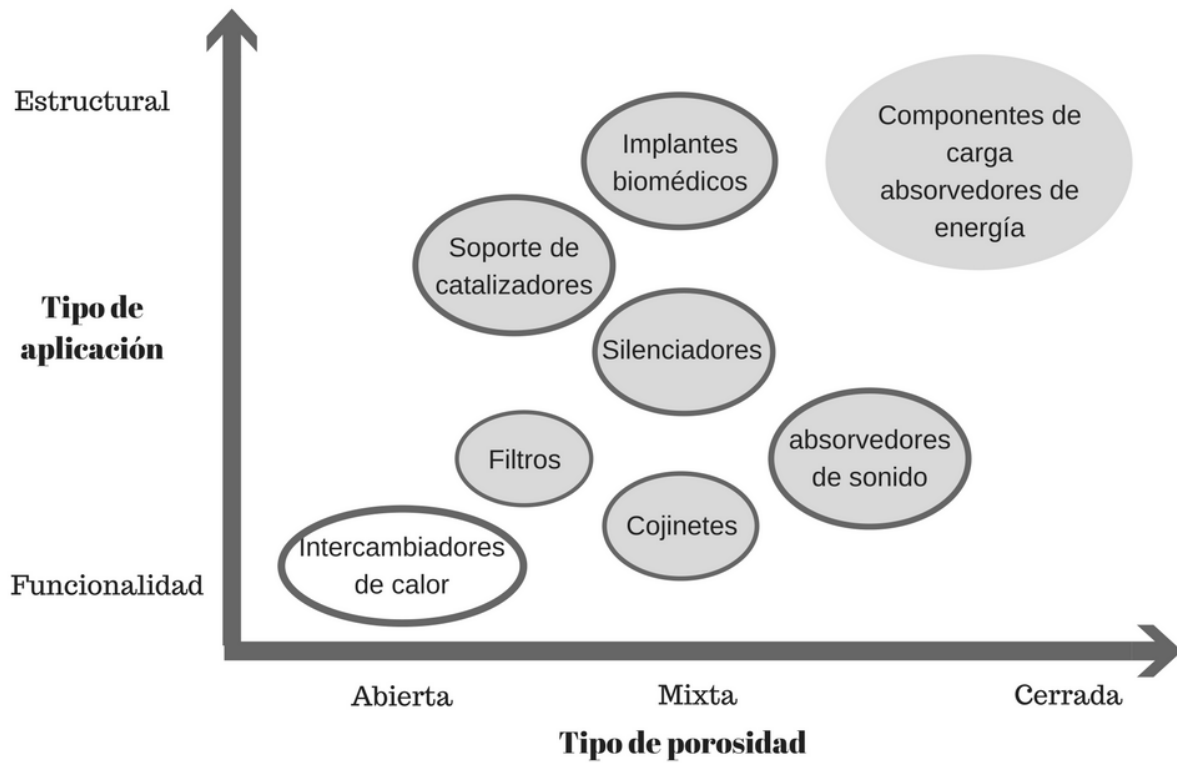 Estructural
Implantes
biomédicos
Componentes de
carga
absorvedores de
energía
Soporte de
catalizadores
Tipo de
aplicación
Silenciadores
absorvedores
de sonido
Filtros
Cojinetes
Intercambiadores
de calor
Funcionalidad
Abierta
Mixta
Cerrada
Tipo de porosidad